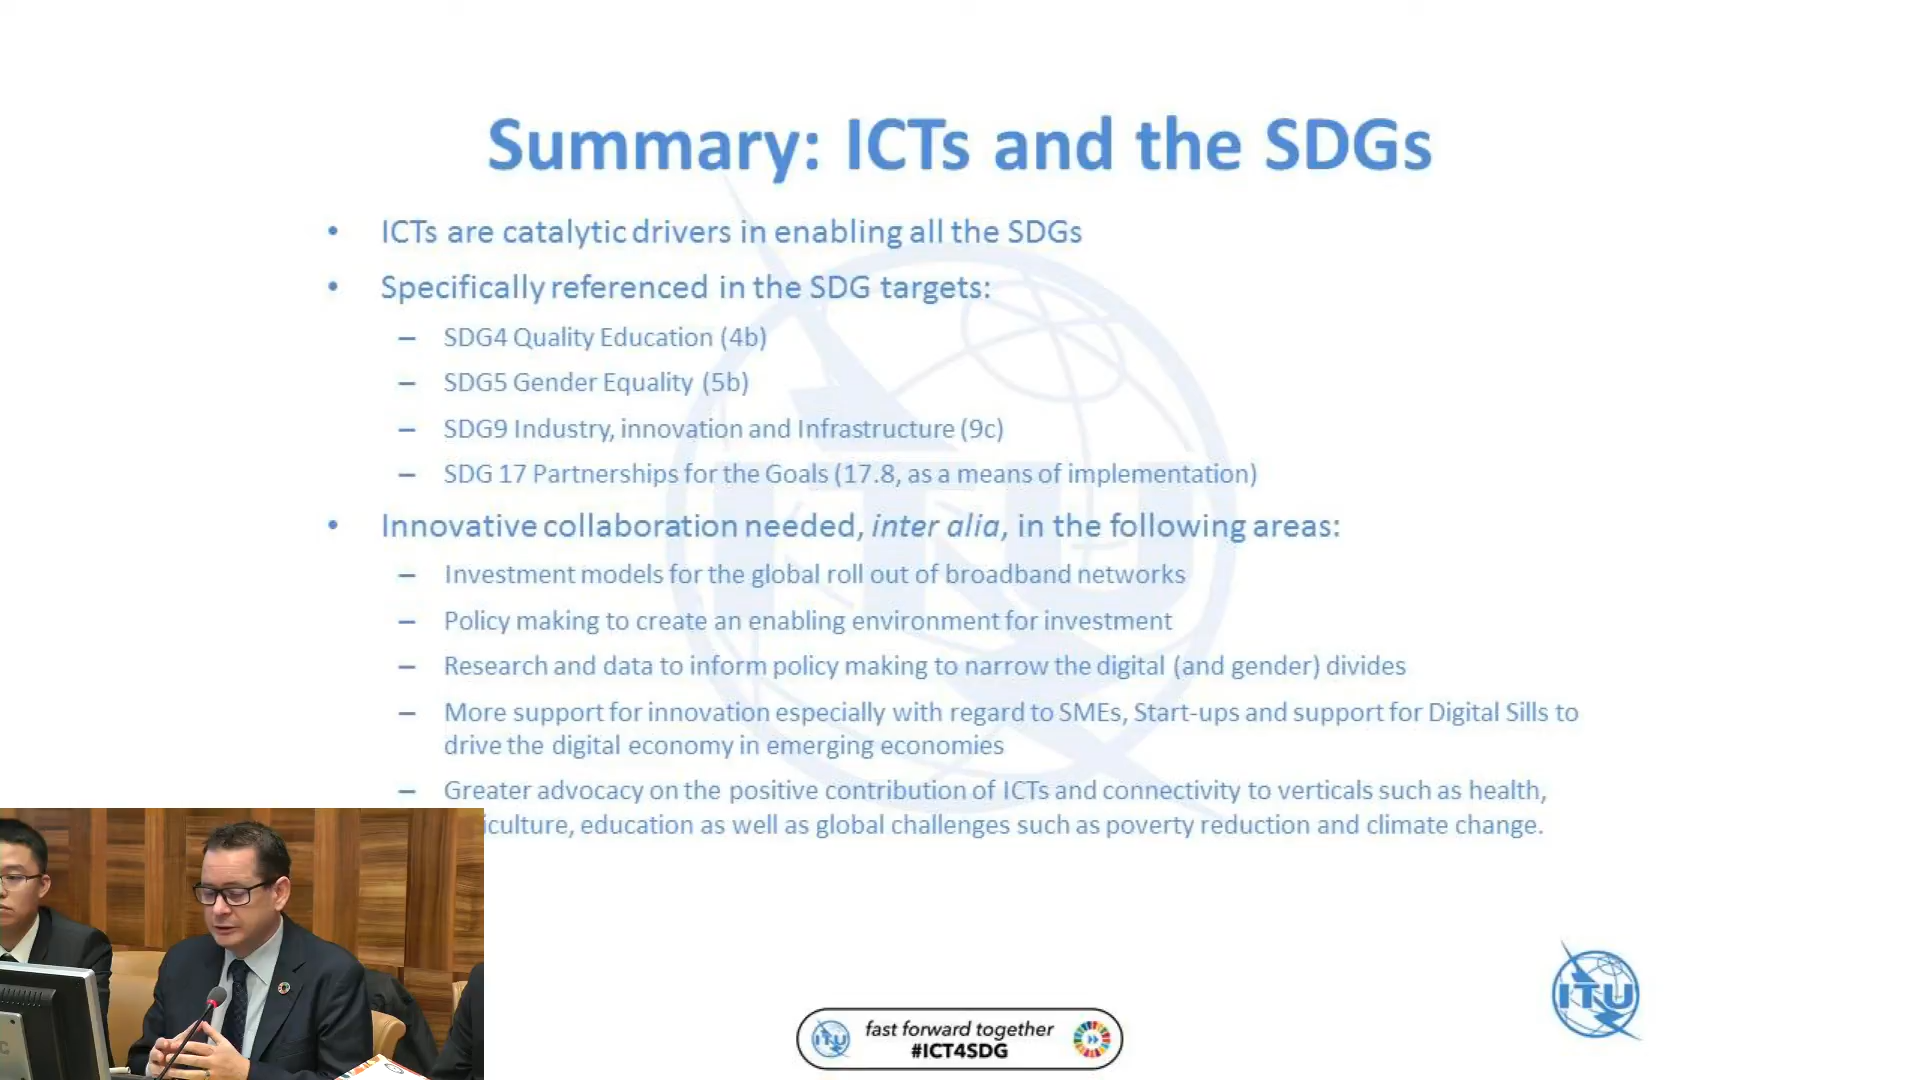 Summary: ICTs and the SDGs
• ICTs are catalytic drivers in enabling all the SDGs
• Specifically referenced in the SDG targets:
– SDG4 Quality Education (4b)
– SDG5 Gender Equality (5b)
– SDG9 Industry, innovation and Infrastructure (9c)
– SDG 17 Partnerships for the Goals (17.8, as a means of implementation)
• Innovative collaboration needed, inter alia, in the following areas:
– Investment models for the global roll out of broadband networks
– Policy making to create an enabling environment for investment
– Research and data to inform policy making to narrow the digital (and gender) divides
– More support for innovation especially with regard to SMEs, Start-ups and support for Digital Sills to
drive the digital economy in emerging economies
– Greater advocacy on the positive contribution of ICTs and connectivity to verticals such as health,
iculture, education as well as global challenges such as poverty reduction and climate change.
ITU
ITU
fast forward together
#ICT4SDG
ITU